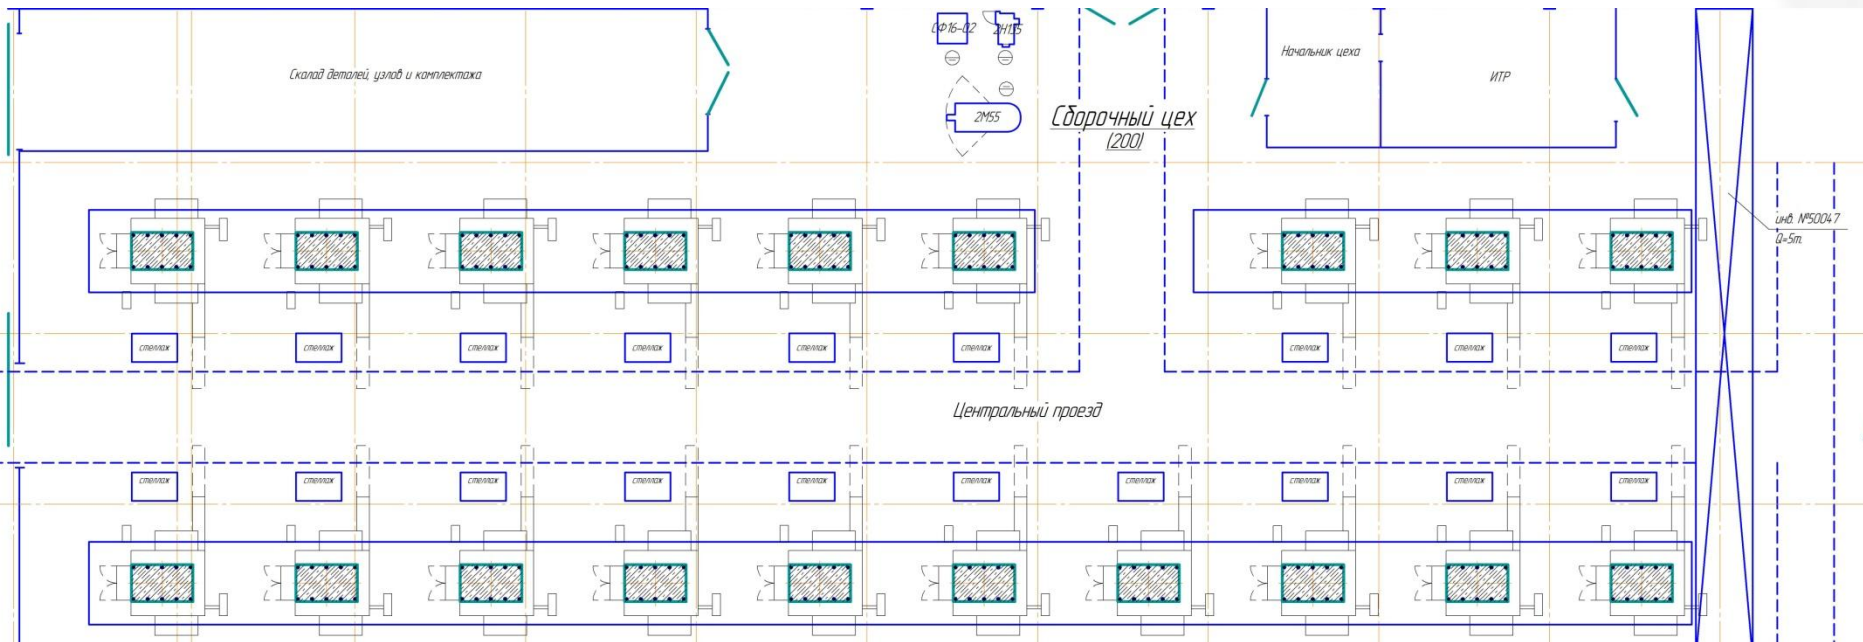 СФ16-02
2Н135
Начальник цеха
Скалад деталей, узлов и комплектажа
ИТР
2М55
Сборочный цех
(200)
инв. №50047
Q=5т.
стеллаж
стеллаж
стеллаж
стеллаж
стеллаж
стеллаж
стеллаж
стеллаж
стеллаж
Центральный проезд
стеллаж
стеллаж
стеллаж
стеллаж
стеллаж
стеллаж
стеллаж
стеллаж
стеллаж
стеллаж